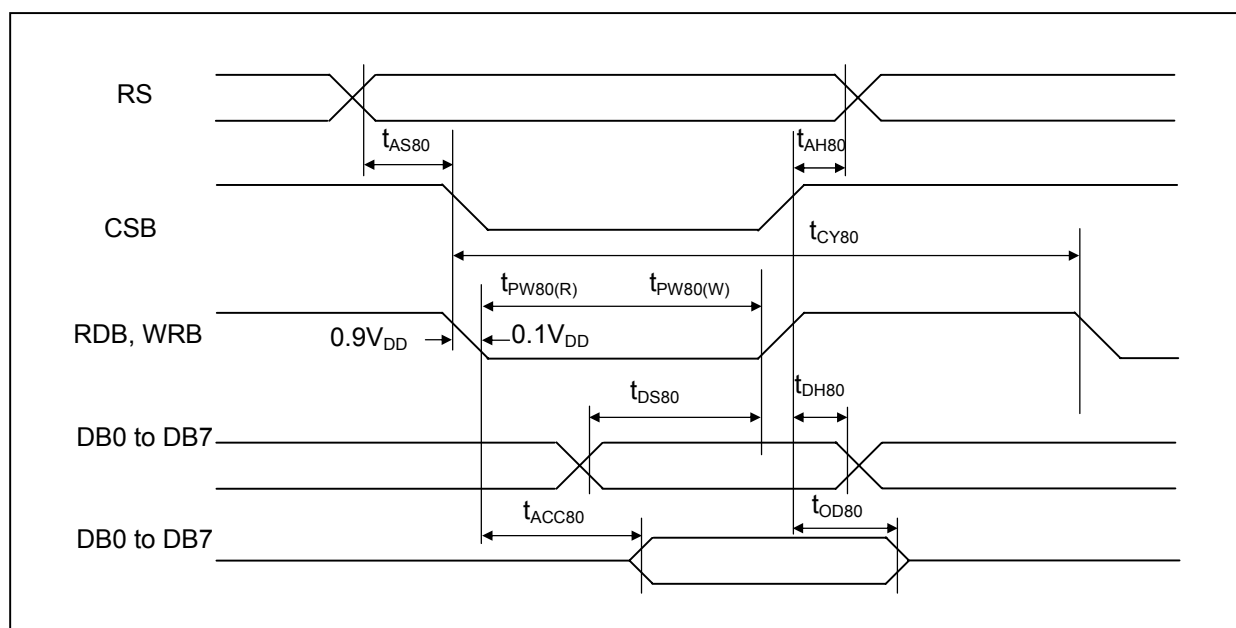 RS
tAS80
tAH80
CSB
tCY80
tPW80(R) tPW80(W)
RDB, WRB
0.9VDD 0.1VDD
tDS80
tDH80
DB0 to DB7
tACC80
tOD80
DB0 to DB7